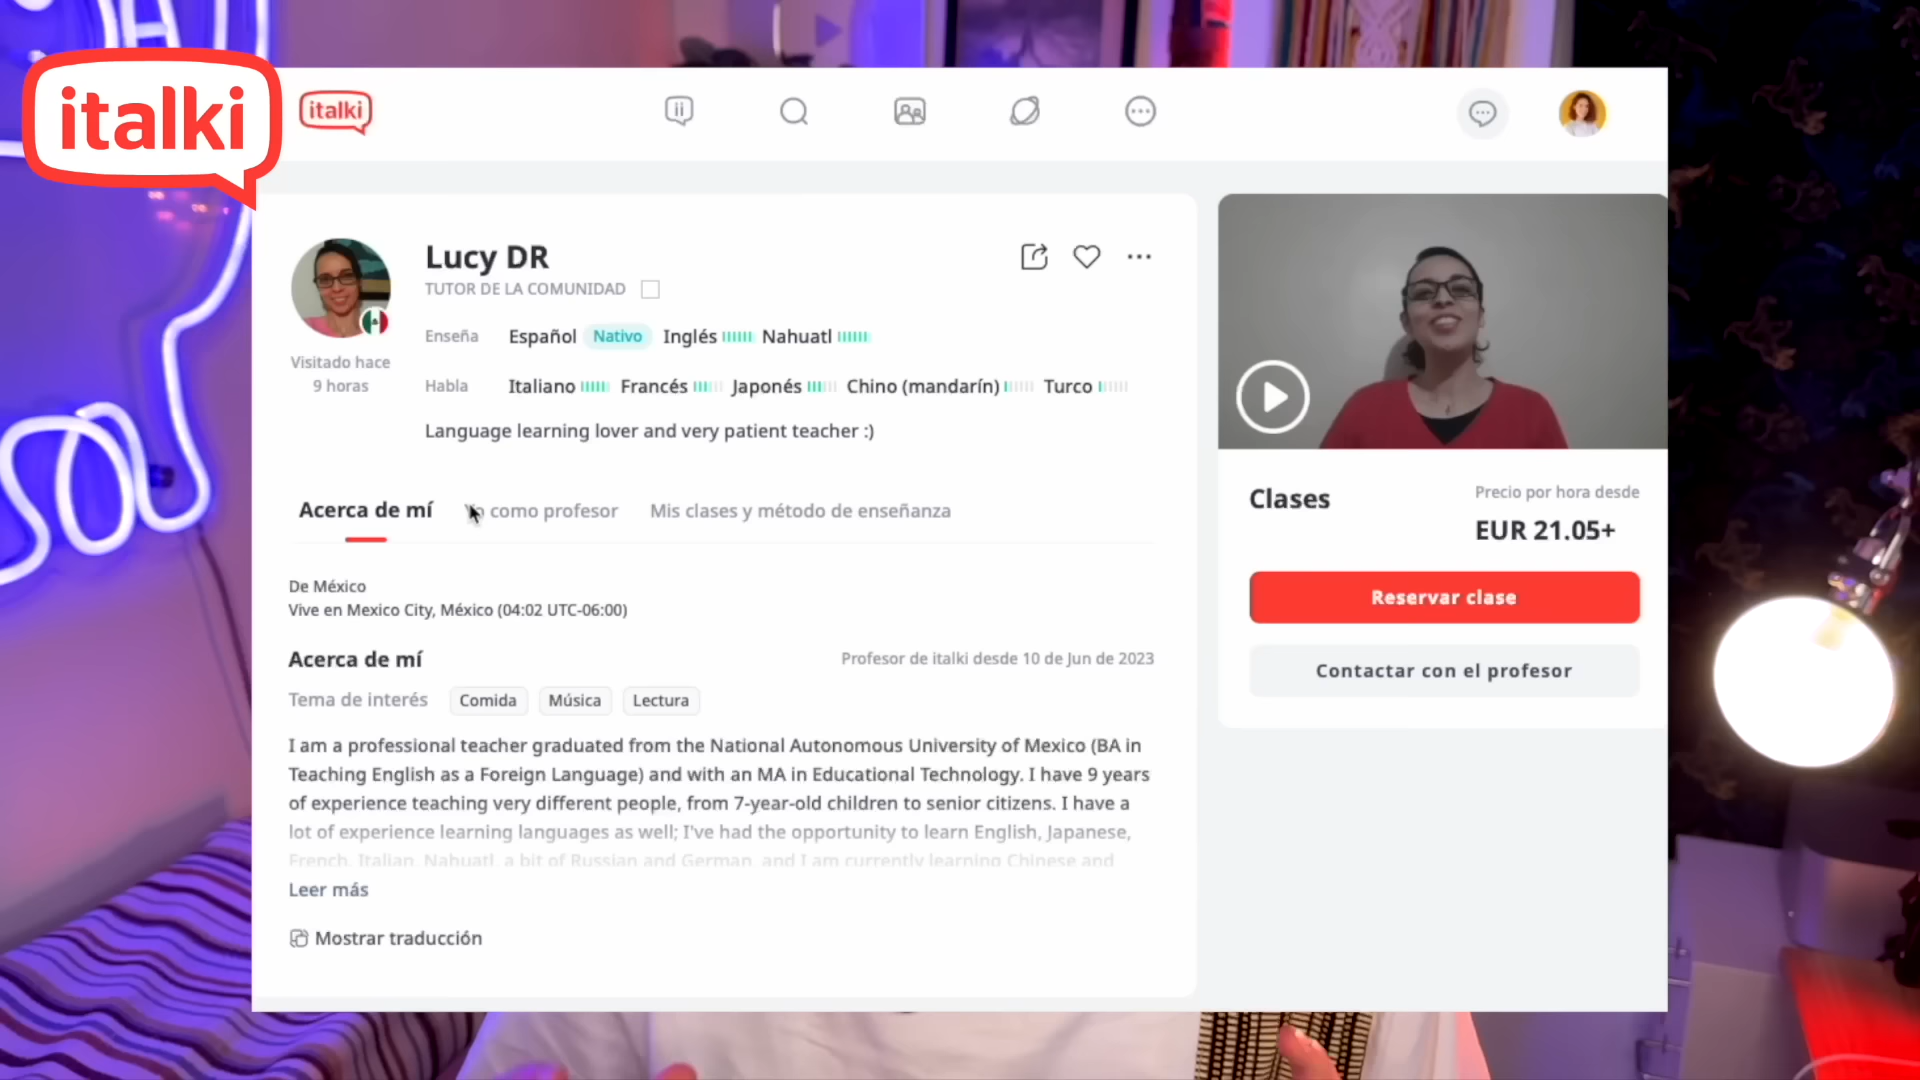 italki
italki
Lucy DR
TUTOR DE LA COMUNIDAD
Enseña Español Nativo Inglés Nahuatl
Visitado hace
9 horas
Habla Italiano Francés Japonés Chino (mandarín) Turco
Language learning lover and very patient teacher :)
Acerca de mí como profesor Mis clases y método de enseñanza
De México
Vive en Mexico City, México (04:02 UTC-06:00)
Acerca de mí
Profesor de italki desde 10 de Jun de 2023
Tema de interés Comida Música Lectura
I am a professional teacher graduated from the National Autonomous University of Mexico (BA in
Teaching English as a Foreign Language) and with an MA in Educational Technology. I have 9 years
of experience teaching very different people, from 7-year-old children to senior citizens. I have a
lot of experience learning languages as well; I've had the opportunity to learn English, Japanese,
French, Italian, Nahuatl, a bit of Russian and German, and I am currently learning Chinese and
Leer más
Mostrar traducción
Clases
Precio por hora desde
EUR 21.05+
Reservar clase
Contactar con el profesor